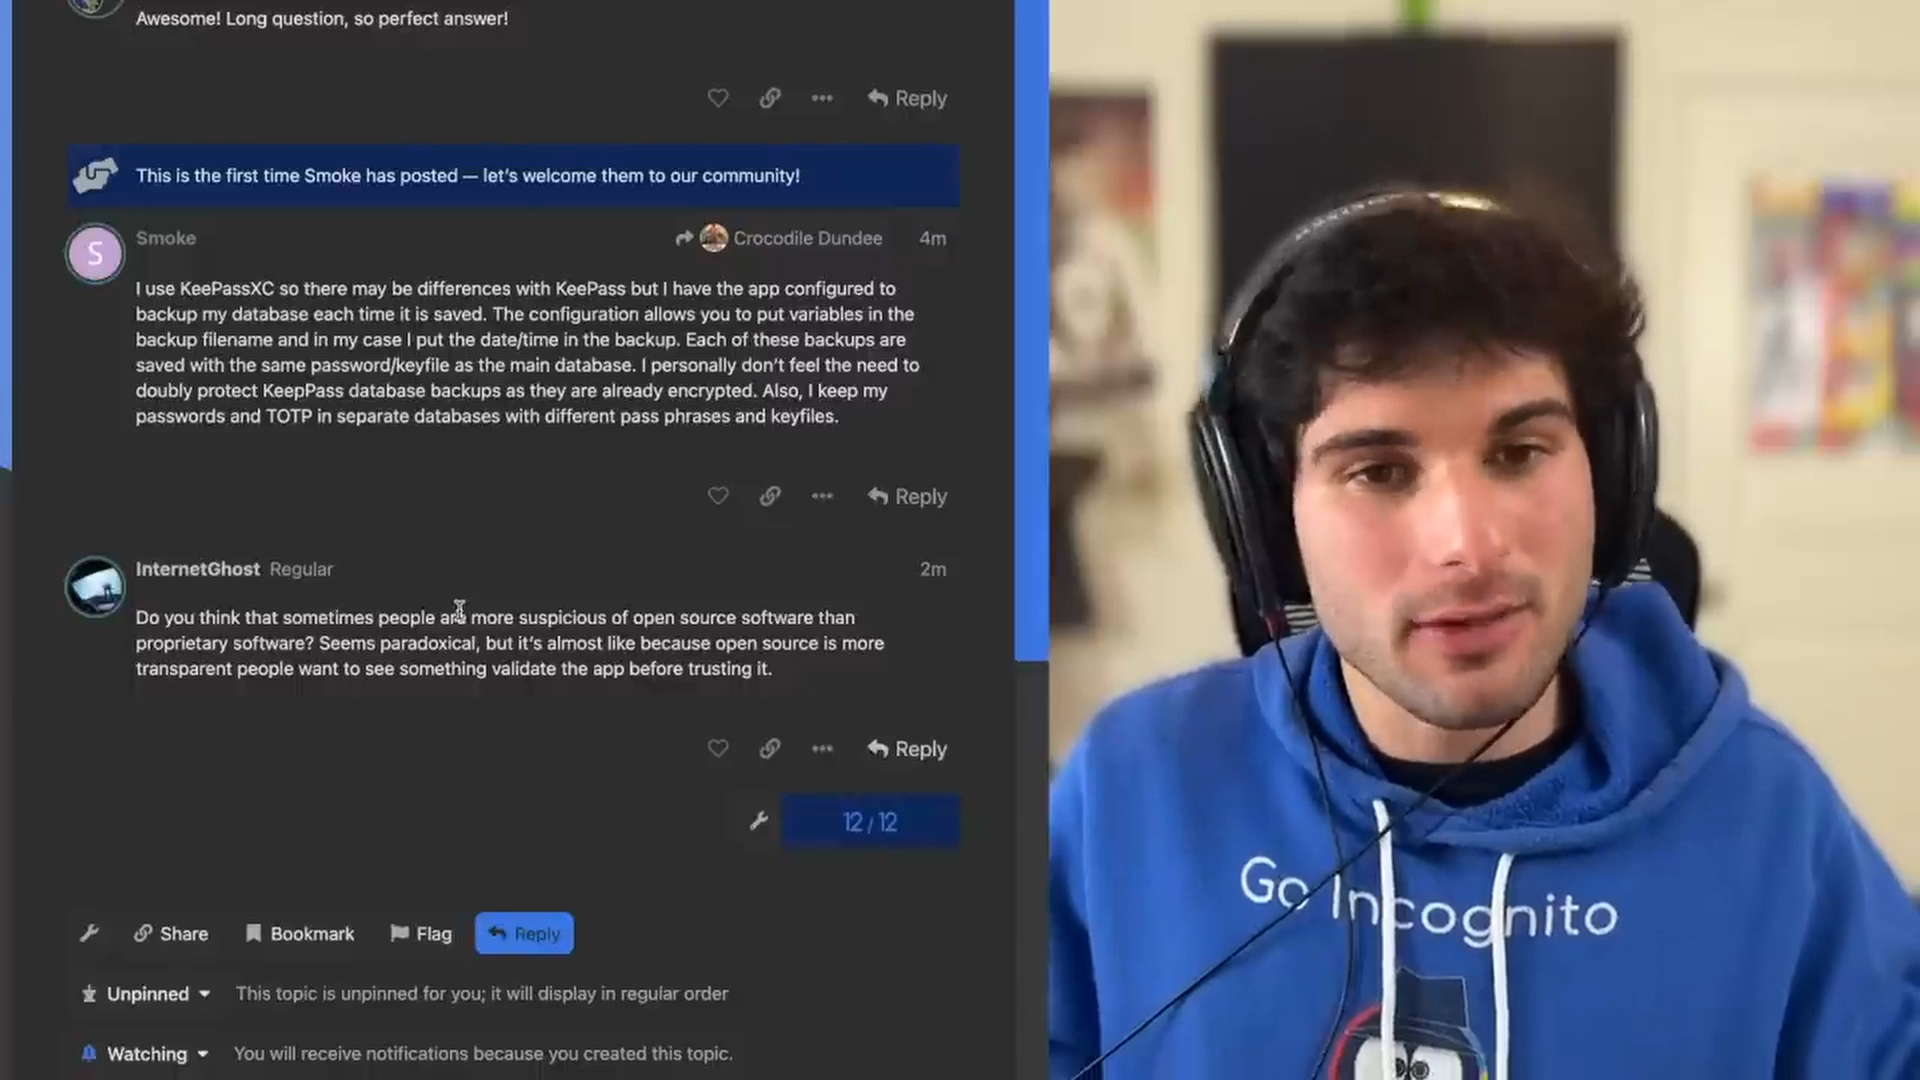 Awesome! Long question, so perfect answer!
Reply
This is the first time Smoke has posted — let's welcome them to our community!
S
Smoke
Crocodile Dundee
4m
I use KeePassXC so there may be differences with KeePass but I have the app configured to
backup my database each time it is saved. The configuration allows you to put variables in the
backup filename and in my case I put the date/time in the backup. Each of these backups are
saved with the same password/keyfile as the main database. I personally don't feel the need to
doubly protect KeepPass database backups as they are already encrypted. Also, I keep my
passwords and TOTP in separate databases with different pass phrases and keyfiles.
Reply
InternetGhost Regular
2m
Do you think that sometimes people are more suspicious of open source software than
proprietary software? Seems paradoxical, but it's almost like because open source is more
transparent people want to see something validate the app before trusting it.
Reply
12 / 12
Share
Bookmark
Flag
Reply
Unpinned
This topic is unpinned for you; it will display in regular order
Watching
You will receive notifications because you created this topic.
Go Incognito